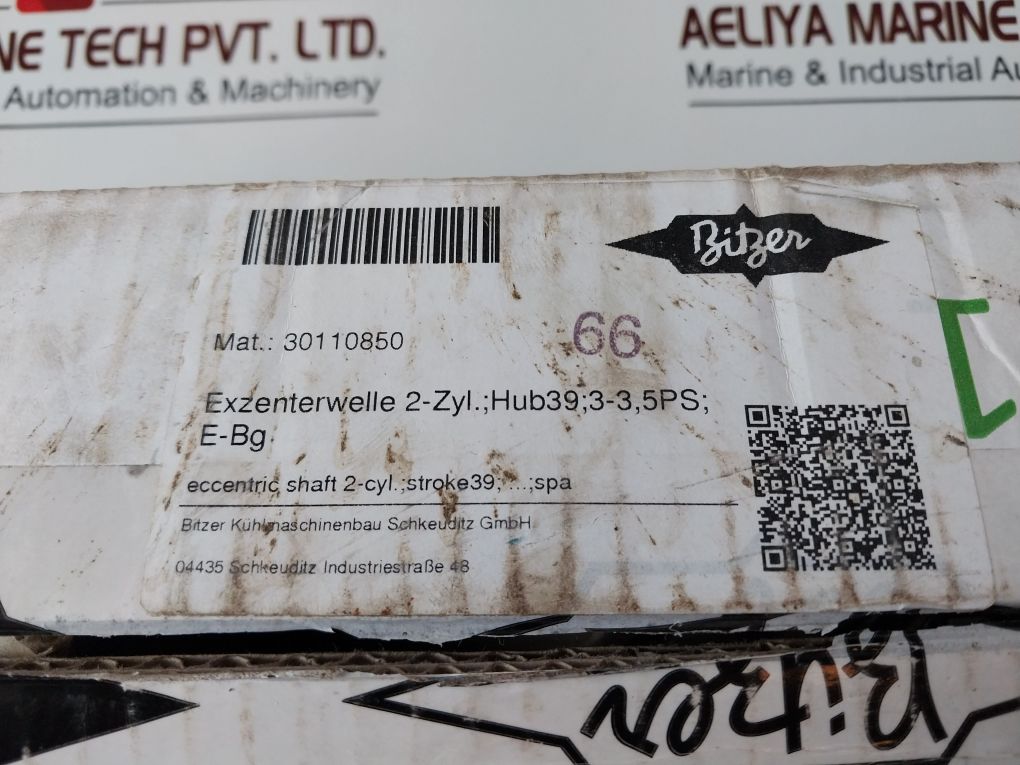 NE TECH PVT. LTD.
Automation & Machinery
AELIYA MARINE
Marine & Industrial Au
Bitzer
Mat.: 30110850
66
Exzenterwelle 2-Zyl.;Hub39;3-3,5PS;
E-Bg
eccentric shaft 2-cyl.;stroke39; ...;spa
Bitzer Kühlmaschinenbau Schkeuditz GmbH
04435 Schkeuditz Industriestraße 48
Bitzer